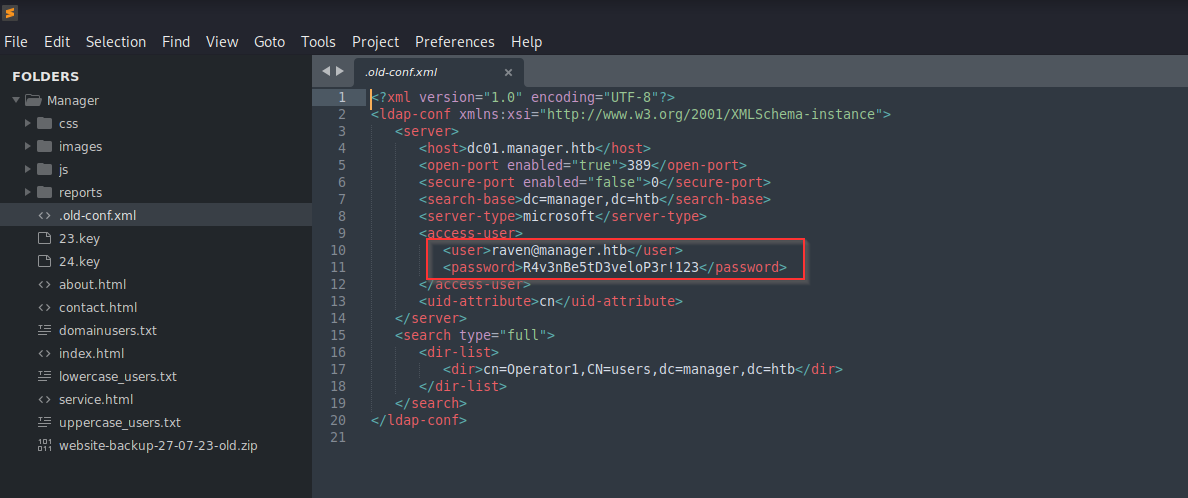 File Edit Selection Find View Goto Tools Project Preferences Help
FOLDERS
Manager
css
images
js
reports
.old-conf.xml
23.key
24.key
about.html
contact.html
domainusers.txt
index.html
lowercase_users.txt
service.html
uppercase_users.txt
website-backup-27-07-23-old.zip
.old-conf.xml ×
1 <?xml version="1.0" encoding="UTF-8"?>
2 <ldap-conf xmlns:xsi="http://www.w3.org/2001/XMLSchema-instance">
3 <server>
4 <host>dc01.manager.htb</host>
5 <open-port enabled="true">389</open-port>
6 <secure-port enabled="false">0</secure-port>
7 <search-base>dc=manager,dc=htb</search-base>
8 <server-type>microsoft</server-type>
9 <access-user>
10 <user>raven@manager.htb</user>
11 <password>R4v3nBe5tD3veloP3r!123</password>
12 </access-user>
13 <uid-attribute>cn</uid-attribute>
14 </server>
15 <search type="full">
16 <dir-list>
17 <dir>cn=Operator1,CN=users,dc=manager,dc=htb</dir>
18 </dir-list>
19 </search>
20 </ldap-conf>
21